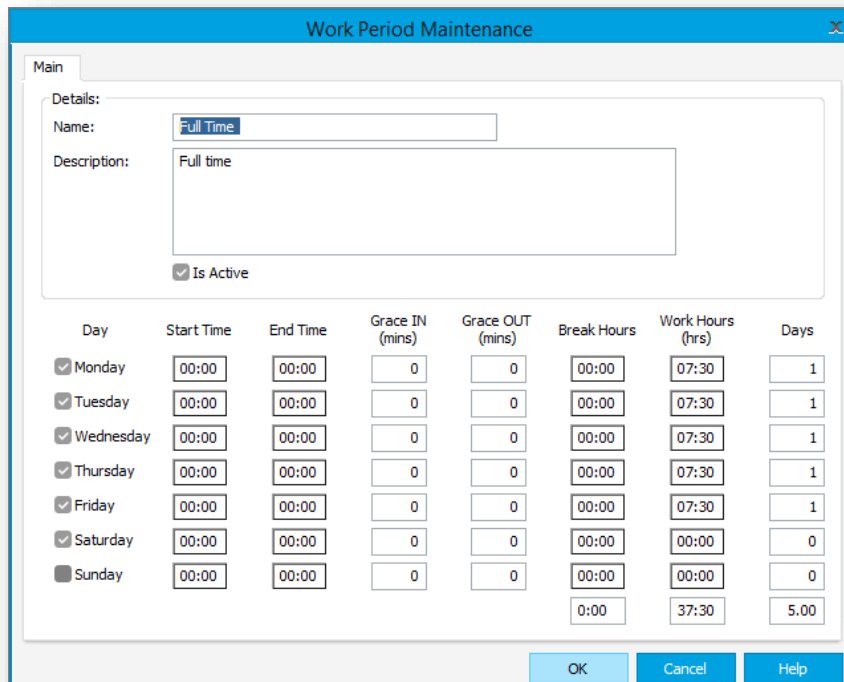 Work Period Maintenance
Main
Details:
Name: Full Time
Description: Full time
Is Active
Day Start Time End Time Grace IN (mins) Grace OUT (mins) Break Hours Work Hours (hrs) Days
Monday 00:00 00:00 0 0 00:00 07:30 1
Tuesday 00:00 00:00 0 0 00:00 07:30 1
Wednesday 00:00 00:00 0 0 00:00 07:30 1
Thursday 00:00 00:00 0 0 00:00 07:30 1
Friday 00:00 00:00 0 0 00:00 07:30 1
Saturday 00:00 00:00 0 0 00:00 00:00 0
Sunday 00:00 00:00 0 0 00:00 00:00 0
0:00 37:30 5.00
OK Cancel Help